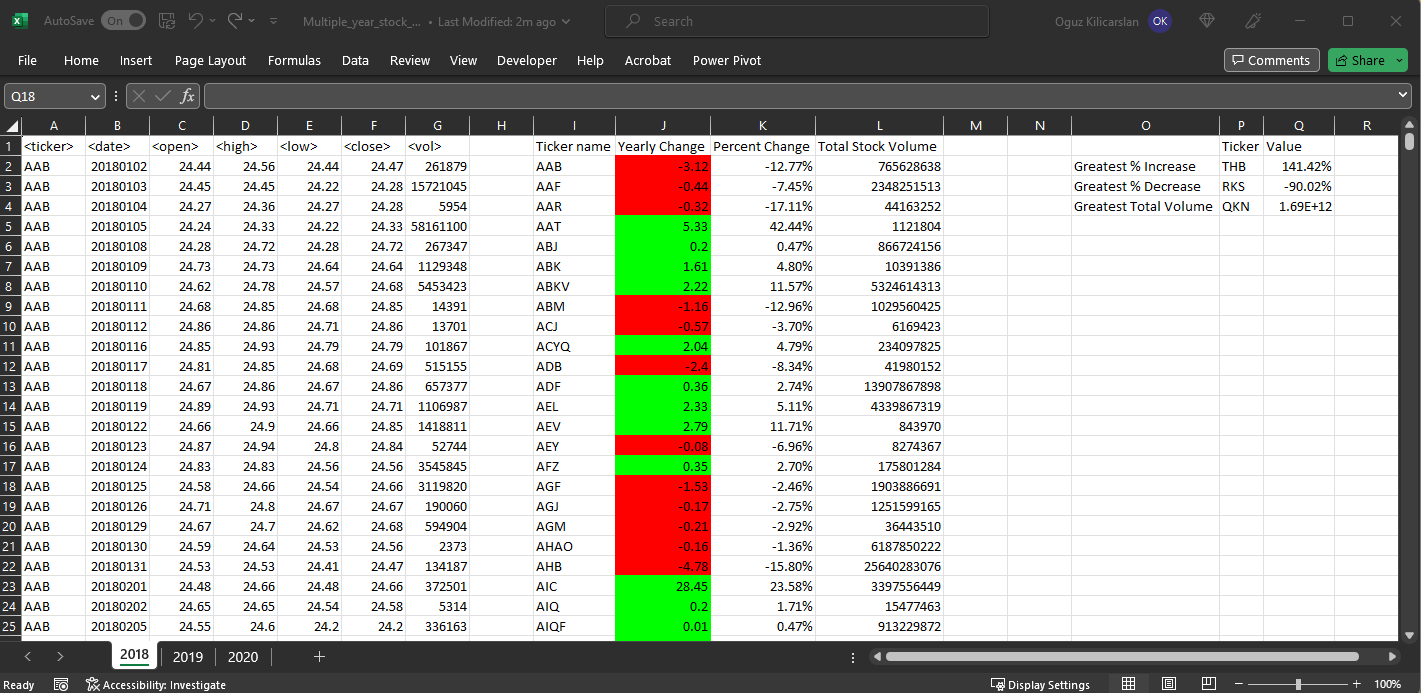 AutoSave On Multiple_year_stock_... • Last Modified: 2m ago Search Oguz Kilicarslan OK
File Home Insert Page Layout Formulas Data Review View Developer Help Acrobat Power Pivot Comments Share
Q18 fx
A B C D E F G H I J K L M N O P Q R
1 <ticker> <date> <open> <high> <low> <close> <vol> Ticker name Yearly Change Percent Change Total Stock Volume Ticker Value
2 AAB 20180102 24.44 24.56 24.44 24.47 261879 AAB -3.12 -12.77% 765628638 Greatest % Increase THB 141.42%
3 AAB 20180103 24.45 24.45 24.22 24.28 15721045 AAF -0.44 -7.45% 2348251513 Greatest % Decrease RKS -90.02%
4 AAB 20180104 24.27 24.36 24.27 24.28 5954 AAR -0.32 -17.11% 44163252 Greatest Total Volume QKN 1.69E+12
5 AAB 20180105 24.24 24.33 24.22 24.33 58161100 AAT 5.33 42.44% 1121804
6 AAB 20180108 24.28 24.72 24.28 24.72 267347 ABJ 0.2 0.47% 866724156
7 AAB 20180109 24.73 24.73 24.64 24.64 1129348 ABK 1.61 4.80% 10391386
8 AAB 20180110 24.62 24.78 24.57 24.68 5453423 ABKV 2.22 11.57% 5324614313
9 AAB 20180111 24.68 24.85 24.68 24.85 14391 ABM -1.16 -12.96% 1029560425
10 AAB 20180112 24.86 24.86 24.71 24.86 13701 ACJ -0.57 -3.70% 6169423
11 AAB 20180116 24.85 24.93 24.79 24.79 101867 ACYQ 2.04 4.79% 234097825
12 AAB 20180117 24.81 24.85 24.68 24.69 515155 ADB -2.4 -8.34% 41980152
13 AAB 20180118 24.67 24.86 24.67 24.86 657377 ADF 0.36 2.74% 13907867898
14 AAB 20180119 24.89 24.93 24.71 24.71 1106987 AEL 2.33 5.11% 4339867319
15 AAB 20180122 24.66 24.9 24.66 24.85 1418811 AEV 2.79 11.71% 843970
16 AAB 20180123 24.87 24.94 24.8 24.84 52744 AEY -0.08 -6.96% 8274367
17 AAB 20180124 24.83 24.83 24.56 24.56 3545845 AFZ 0.35 2.70% 175801284
18 AAB 20180125 24.58 24.66 24.54 24.66 3119820 AGF -1.53 -2.46% 1903886691
19 AAB 20180126 24.71 24.8 24.67 24.67 190060 AGJ -0.17 -2.75% 1251599165
20 AAB 20180129 24.67 24.7 24.62 24.68 594904 AGM -0.21 -2.92% 36443510
21 AAB 20180130 24.59 24.64 24.53 24.56 2373 AHAO -0.16 -1.36% 6187850222
22 AAB 20180131 24.53 24.53 24.41 24.47 134187 AHB -4.78 -15.80% 25640283076
23 AAB 20180201 24.48 24.66 24.48 24.66 372501 AIC 28.45 23.58% 3397556449
24 AAB 20180202 24.65 24.65 24.54 24.58 5314 AIQ 0.2 1.71% 15477463
25 AAB 20180205 24.55 24.6 24.2 24.2 336163 AIQF 0.01 0.47% 913229872
2018 2019 2020
Ready Accessibility: Investigate Display Settings 100%